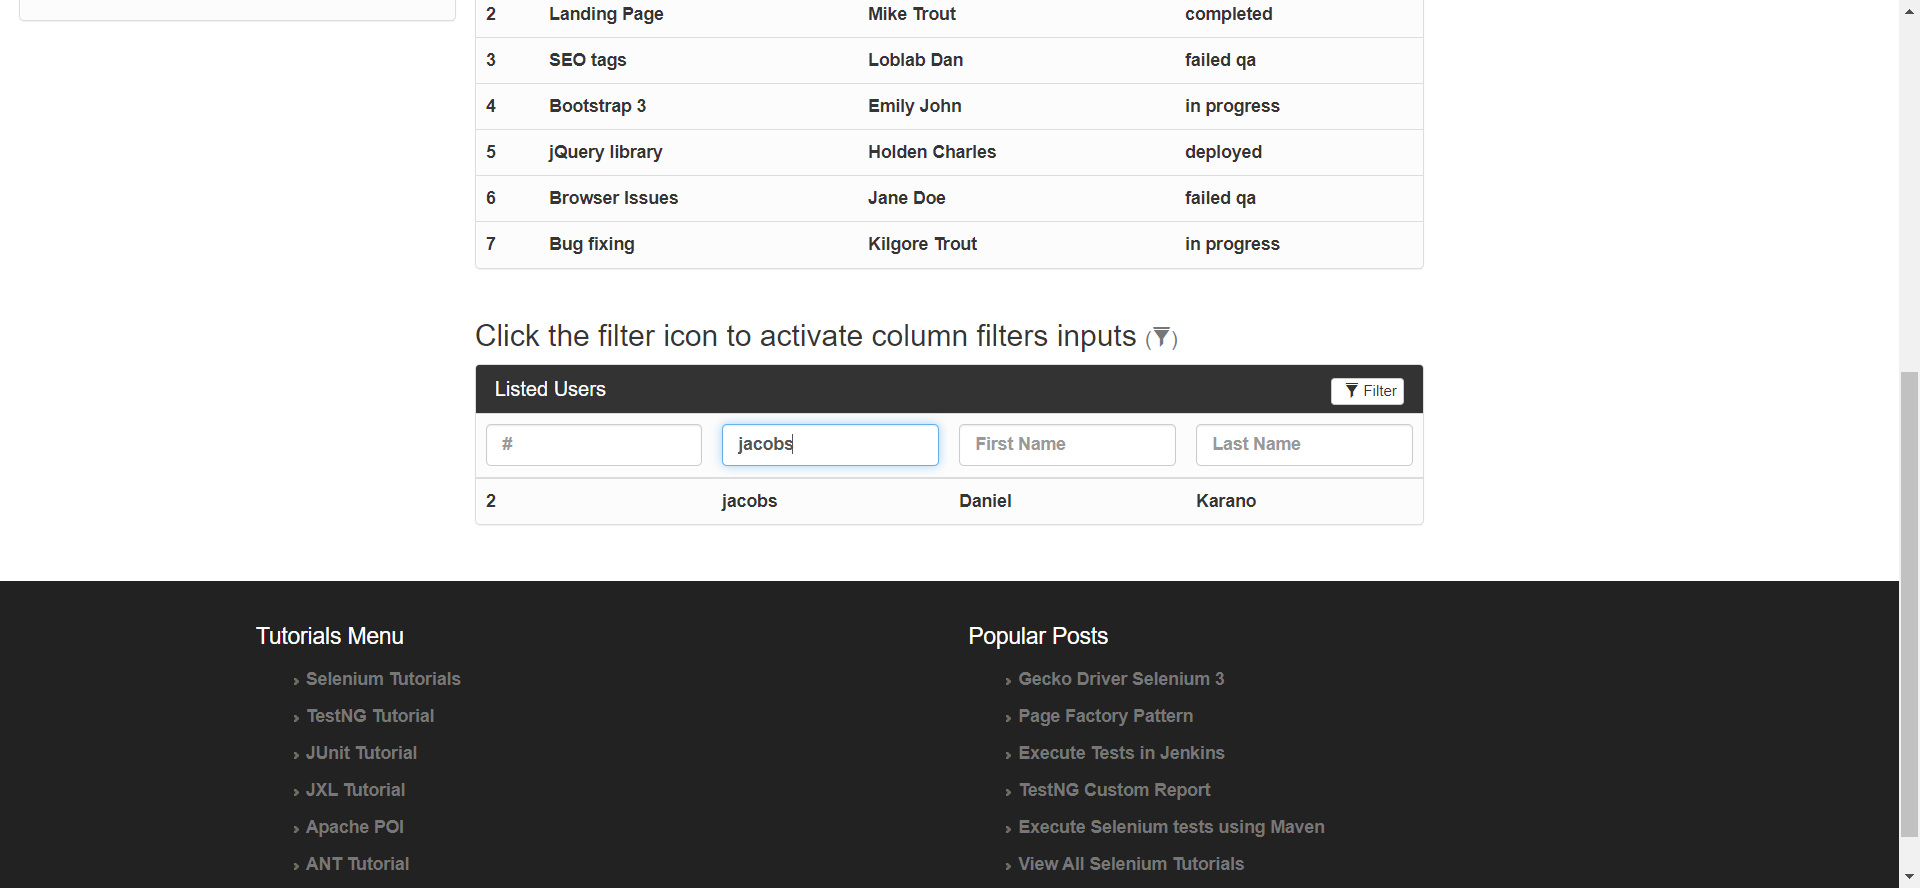 2 Landing Page Mike Trout completed
3 SEO tags Loblab Dan failed qa
4 Bootstrap 3 Emily John in progress
5 jQuery library Holden Charles deployed
6 Browser Issues Jane Doe failed qa
7 Bug fixing Kilgore Trout in progress
Click the filter icon to activate column filters inputs ()
Listed Users Filter
# jacobs First Name Last Name
2 jacobs Daniel Karano
Tutorials Menu
› Selenium Tutorials
› TestNG Tutorial
› JUnit Tutorial
› JXL Tutorial
› Apache POI
› ANT Tutorial
Popular Posts
› Gecko Driver Selenium 3
› Page Factory Pattern
› Execute Tests in Jenkins
› TestNG Custom Report
› Execute Selenium tests using Maven
› View All Selenium Tutorials